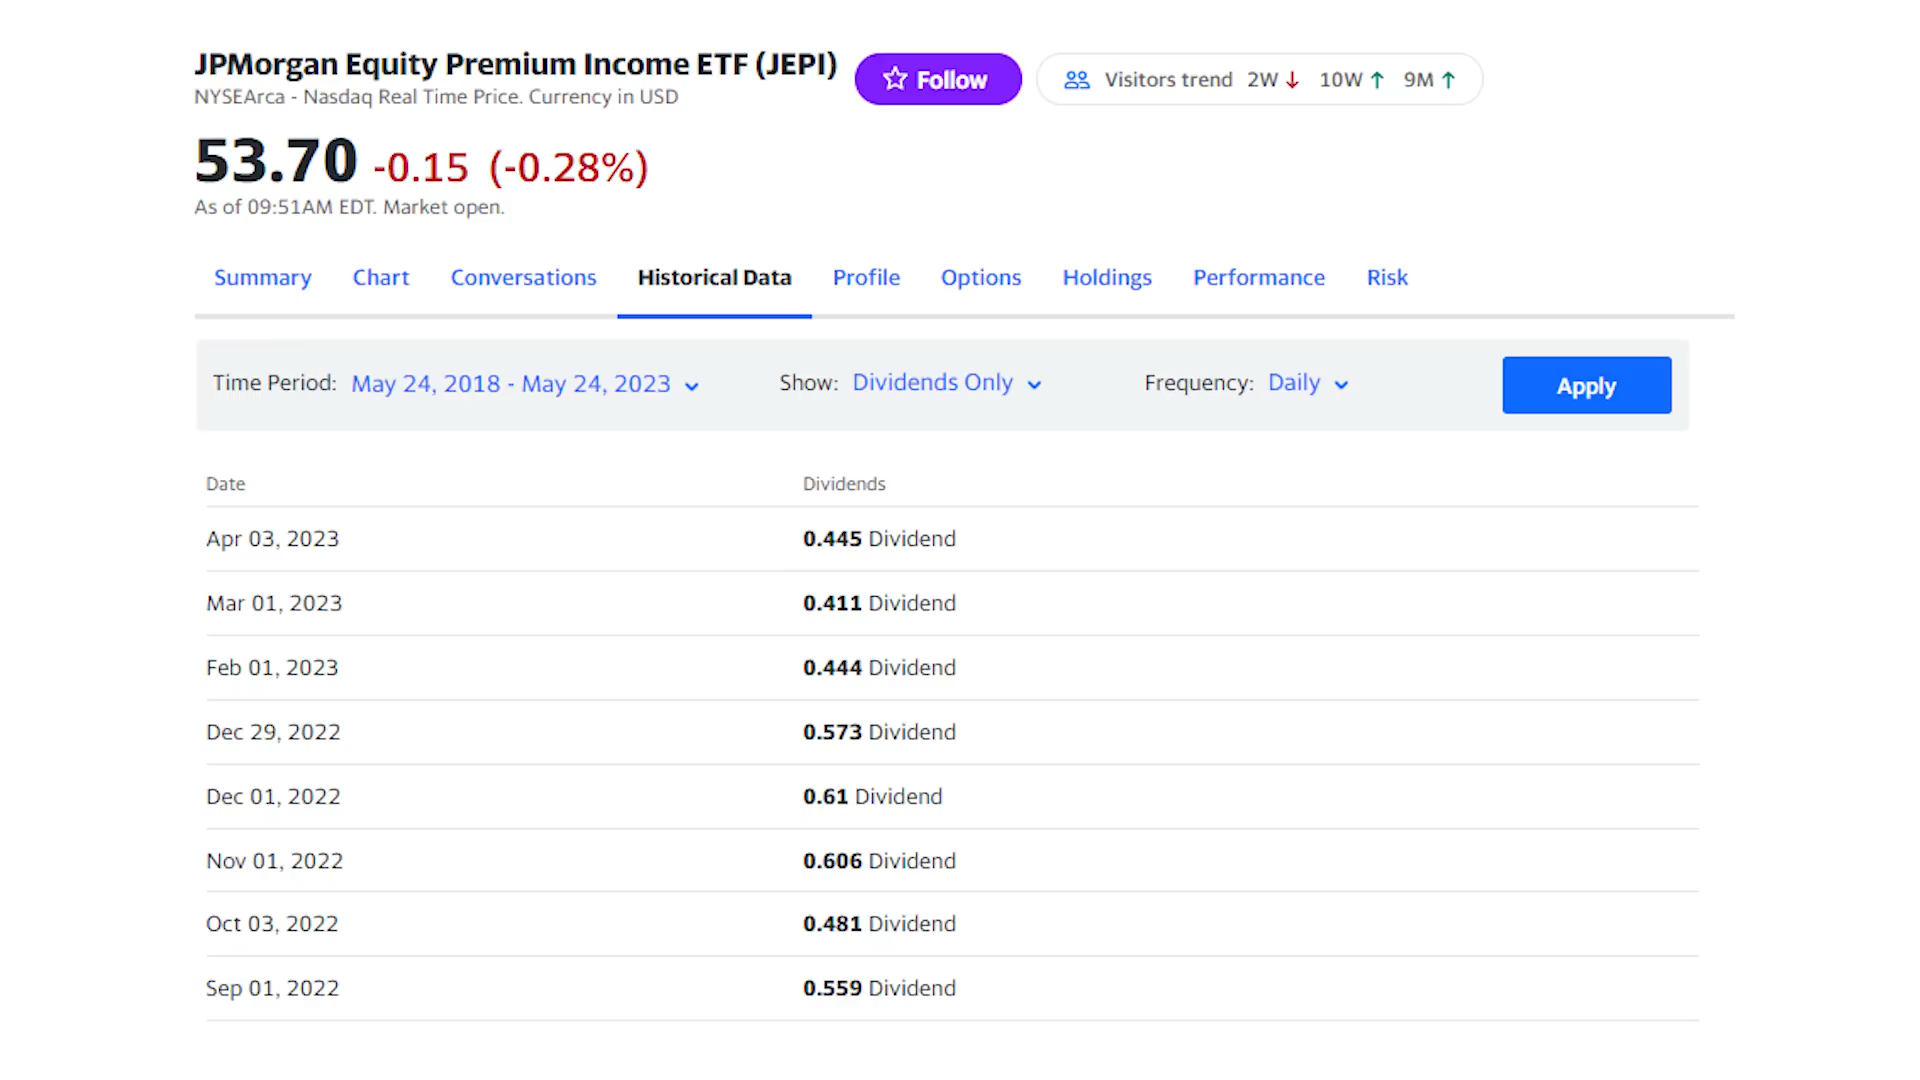 JPMorgan Equity Premium Income ETF (JEPI)
Follow
Visitors trend 2W↓ 10W↑ 9M↑
NYSEArca - Nasdaq Real Time Price. Currency in USD
53.70 -0.15 (-0.28%)
As of 09:51AM EDT. Market open.
Summary Chart Conversations Historical Data Profile Options Holdings Performance Risk
Time Period: May 24, 2018 - May 24, 2023 Show: Dividends Only Frequency: Daily Apply
Date Dividends
Apr 03, 2023 0.445 Dividend
Mar 01, 2023 0.411 Dividend
Feb 01, 2023 0.444 Dividend
Dec 29, 2022 0.573 Dividend
Dec 01, 2022 0.61 Dividend
Nov 01, 2022 0.606 Dividend
Oct 03, 2022 0.481 Dividend
Sep 01, 2022 0.559 Dividend